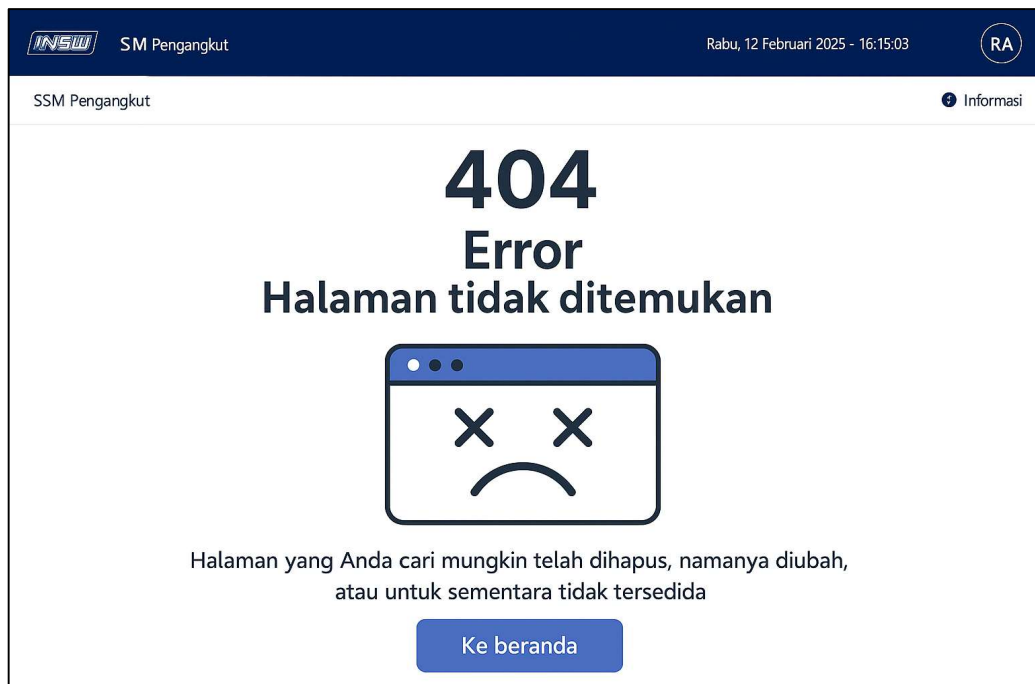 INSW
SM Pengangkut
Rabu, 12 Februari 2025 - 16:15:03
RA
SSM Pengangkut
Informasi
404
Error
Halaman tidak ditemukan
Halaman yang Anda cari mungkin telah dihapus, namanya diubah,
atau untuk sementara tidak tersedida
Ke beranda